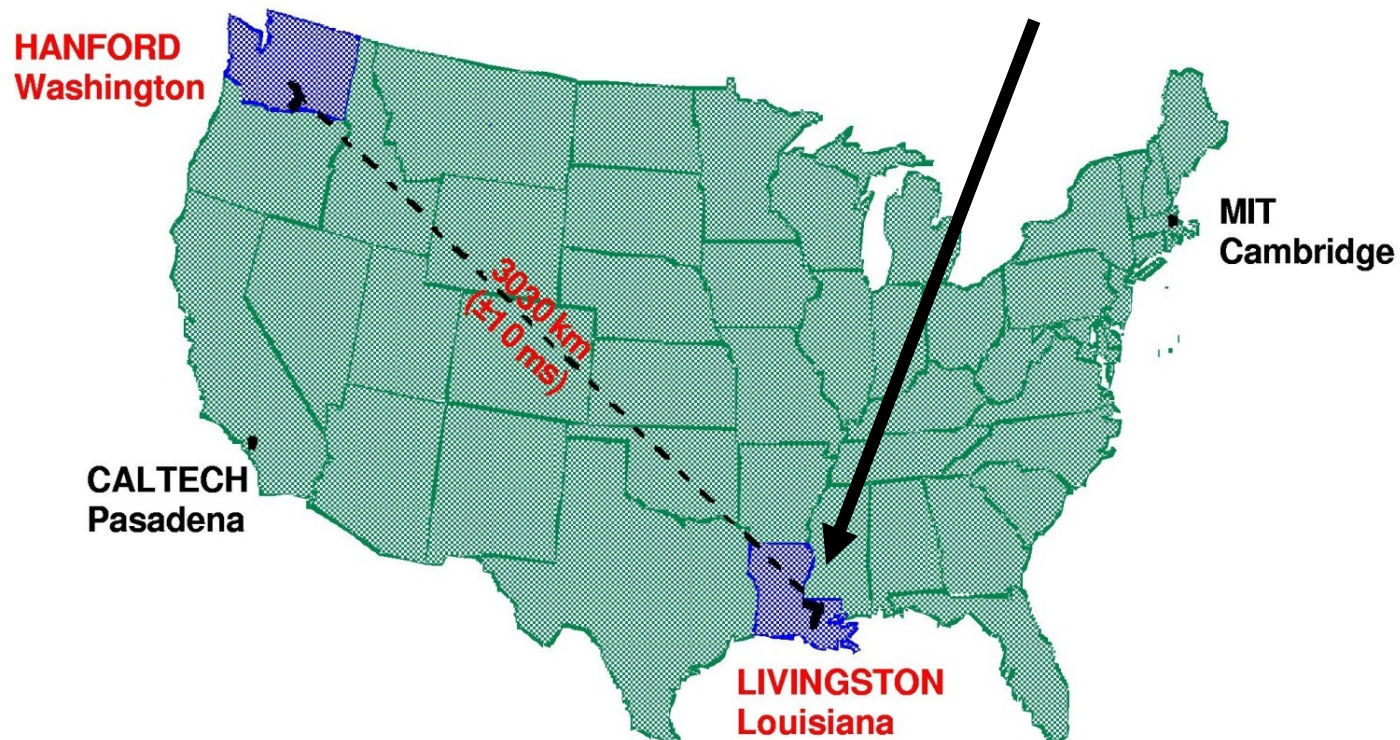 HANFORD
Washington
MIT
Cambridge
3030 km
(±10 ms)
CALTECH
Pasadena
LIVINGSTON
Louisiana